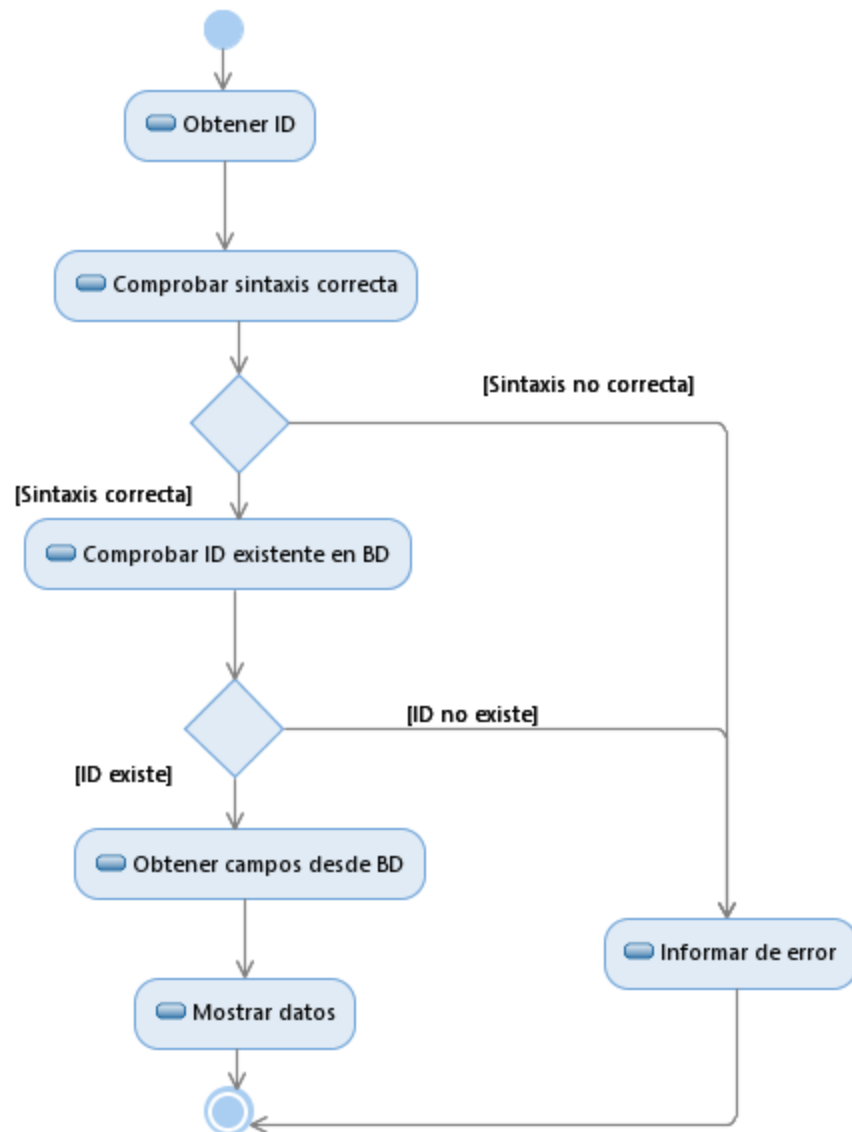 Obtener ID
Comprobar sintaxis correcta
[Sintaxis no correcta]
[Sintaxis correcta]
Comprobar ID existente en BD
[ID no existe]
[ID existe]
Obtener campos desde BD
Informar de error
Mostrar datos